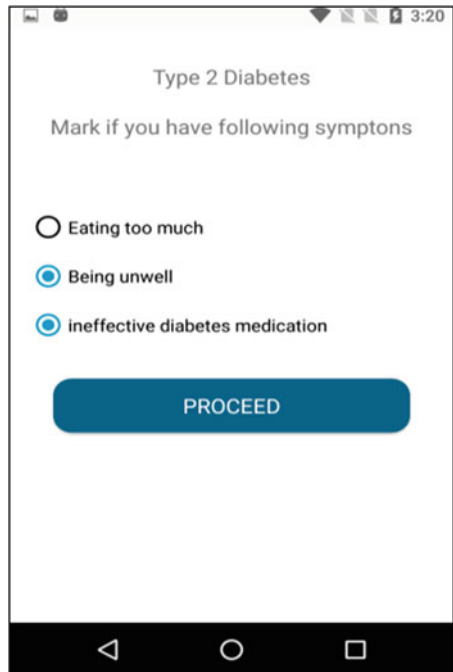 3:20
Type 2 Diabetes
Mark if you have following symptons
Eating too much
Being unwell
ineffective diabetes medication
PROCEED